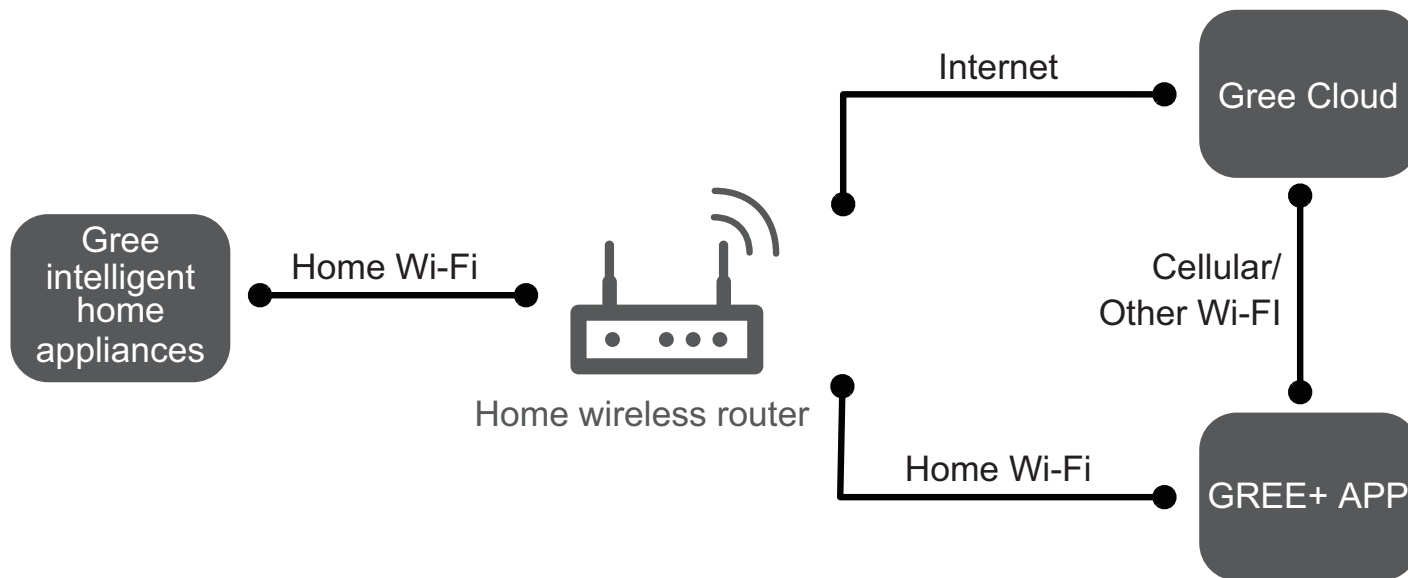 Internet
Gree Cloud
Gree
intelligent
home
appliances
Home Wi-Fi
Cellular/
Other Wi-FI
Home wireless router
Home Wi-Fi
GREE+ APP